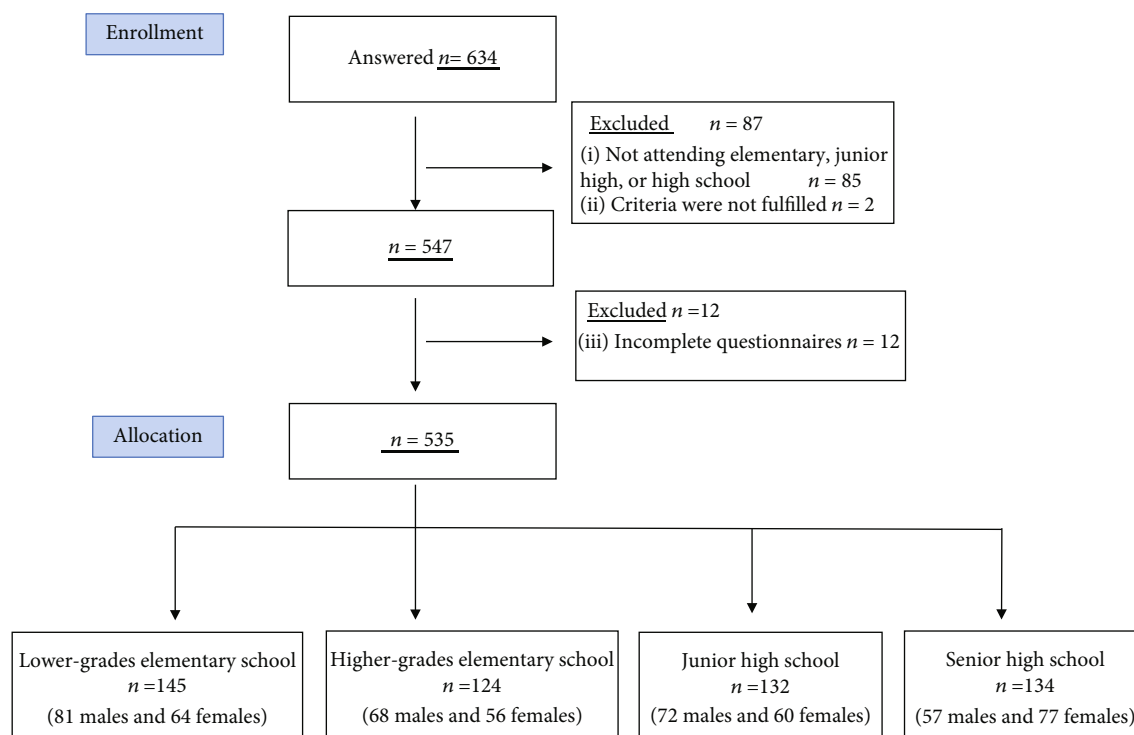 Enrollment
Answered n= 634
Excluded n = 87
(i) Not attending elementary, junior
high, or high school n = 85
(ii) Criteria were not fulfilled n = 2
n = 547
Excluded n =12
(iii) Incomplete questionnaires n = 12
Allocation
n = 535
Lower-grades elementary school
n =145
(81 males and 64 females)
Higher-grades elementary school
n =124
(68 males and 56 females)
Junior high school
n =132
(72 males and 60 females)
Senior high school
n =134
(57 males and 77 females)